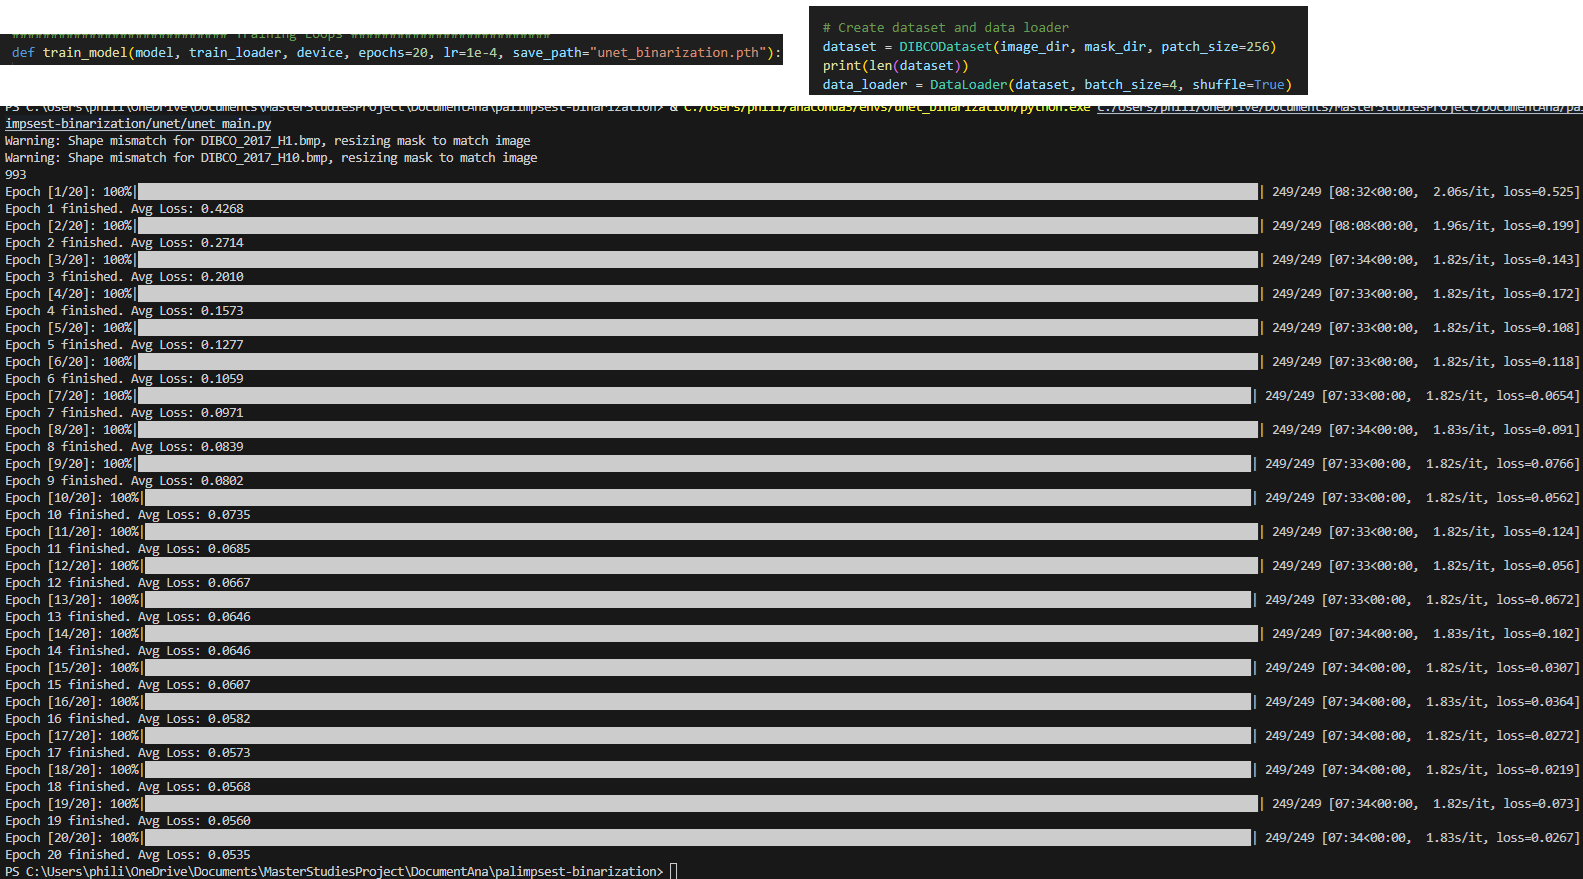 ########################### Training Loops ##########################
def train_model(model, train_loader, device, epochs=20, lr=1e-4, save_path="unet_binarization.pth"):
# Create dataset and data loader
dataset = DIBCODataset(image_dir, mask_dir, patch_size=256)
print(len(dataset))
data_loader = DataLoader(dataset, batch_size=4, shuffle=True)
PS C:\Users\phili\OneDrive\Documents\MasterStudiesProject\DocumentAna\palimpsest-binarization> & C:/Users/phili/anaconda3/envs/unet_binarization/python.exe c:/Users/phili/OneDrive/Documents/MasterStudiesProject/DocumentAna/pal
impsest-binarization/unet/unet_main.py
Warning: Shape mismatch for DIBCO_2017_H1.bmp, resizing mask to match image
Warning: Shape mismatch for DIBCO_2017_H10.bmp, resizing mask to match image
993
Epoch [1/20]: 100%| | 249/249 [08:32<00:00,  2.06s/it, loss=0.525]
Epoch 1 finished. Avg Loss: 0.4268
Epoch [2/20]: 100%| | 249/249 [08:08<00:00,  1.96s/it, loss=0.199]
Epoch 2 finished. Avg Loss: 0.2714
Epoch [3/20]: 100%| | 249/249 [07:34<00:00,  1.82s/it, loss=0.143]
Epoch 3 finished. Avg Loss: 0.2010
Epoch [4/20]: 100%| | 249/249 [07:33<00:00,  1.82s/it, loss=0.172]
Epoch 4 finished. Avg Loss: 0.1573
Epoch [5/20]: 100%| | 249/249 [07:33<00:00,  1.82s/it, loss=0.108]
Epoch 5 finished. Avg Loss: 0.1277
Epoch [6/20]: 100%| | 249/249 [07:33<00:00,  1.82s/it, loss=0.118]
Epoch 6 finished. Avg Loss: 0.1059
Epoch [7/20]: 100%| | 249/249 [07:33<00:00,  1.82s/it, loss=0.0654]
Epoch 7 finished. Avg Loss: 0.0971
Epoch [8/20]: 100%| | 249/249 [07:34<00:00,  1.83s/it, loss=0.091]
Epoch 8 finished. Avg Loss: 0.0839
Epoch [9/20]: 100%| | 249/249 [07:33<00:00,  1.82s/it, loss=0.0766]
Epoch 9 finished. Avg Loss: 0.0802
Epoch [10/20]: 100%| | 249/249 [07:33<00:00,  1.82s/it, loss=0.0562]
Epoch 10 finished. Avg Loss: 0.0735
Epoch [11/20]: 100%| | 249/249 [07:33<00:00,  1.82s/it, loss=0.124]
Epoch 11 finished. Avg Loss: 0.0685
Epoch [12/20]: 100%| | 249/249 [07:33<00:00,  1.82s/it, loss=0.056]
Epoch 12 finished. Avg Loss: 0.0667
Epoch [13/20]: 100%| | 249/249 [07:33<00:00,  1.82s/it, loss=0.0672]
Epoch 13 finished. Avg Loss: 0.0646
Epoch [14/20]: 100%| | 249/249 [07:34<00:00,  1.83s/it, loss=0.102]
Epoch 14 finished. Avg Loss: 0.0646
Epoch [15/20]: 100%| | 249/249 [07:34<00:00,  1.82s/it, loss=0.0307]
Epoch 15 finished. Avg Loss: 0.0607
Epoch [16/20]: 100%| | 249/249 [07:34<00:00,  1.83s/it, loss=0.0364]
Epoch 16 finished. Avg Loss: 0.0582
Epoch [17/20]: 100%| | 249/249 [07:34<00:00,  1.82s/it, loss=0.0272]
Epoch 17 finished. Avg Loss: 0.0573
Epoch [18/20]: 100%| | 249/249 [07:34<00:00,  1.82s/it, loss=0.0219]
Epoch 18 finished. Avg Loss: 0.0568
Epoch [19/20]: 100%| | 249/249 [07:34<00:00,  1.82s/it, loss=0.073]
Epoch 19 finished. Avg Loss: 0.0560
Epoch [20/20]: 100%| | 249/249 [07:34<00:00,  1.83s/it, loss=0.0267]
Epoch 20 finished. Avg Loss: 0.0535
PS C:\Users\phili\OneDrive\Documents\MasterStudiesProject\DocumentAna\palimpsest-binarization>